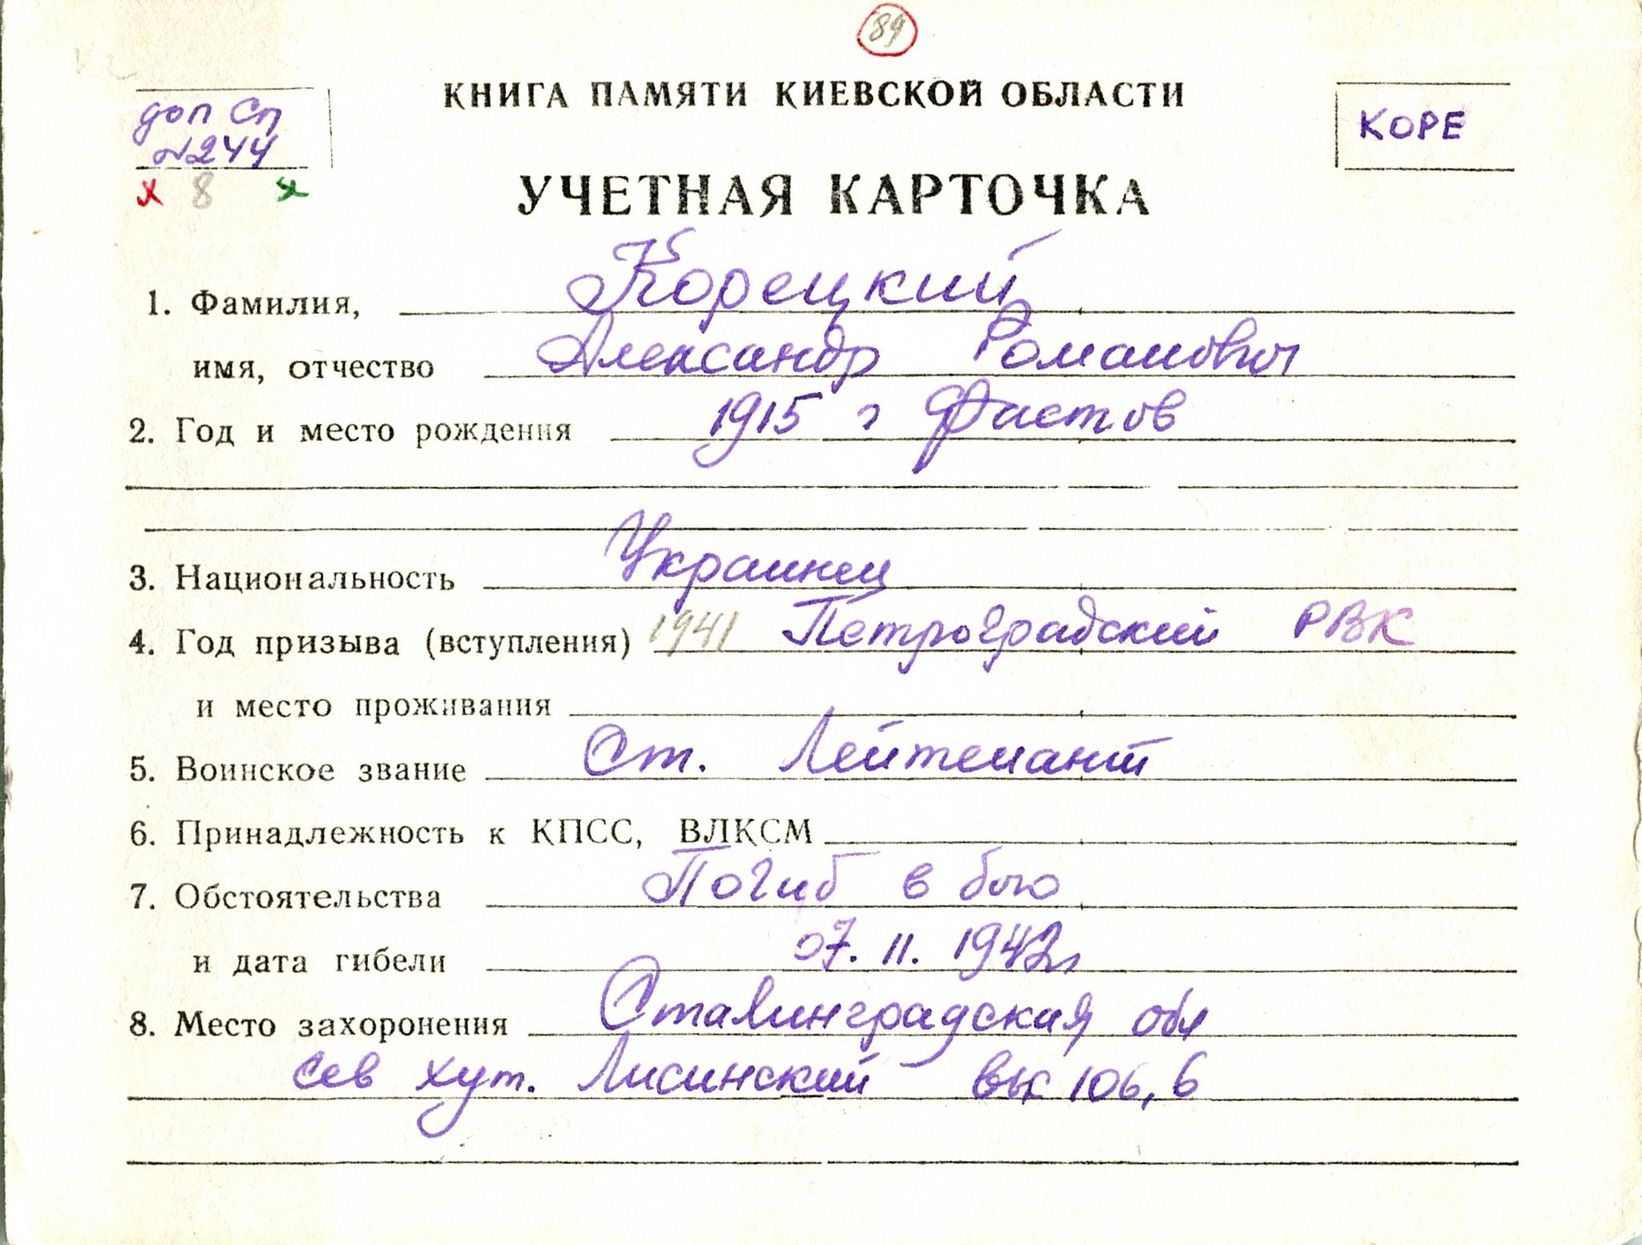 89
КНИГА ПАМЯТИ КИЕВСКОЙ ОБЛАСТИ
доп Сп
№244
КОРЕ
х 8 х
УЧЕТНАЯ КАРТОЧКА
1. Фамилия, Корецкий
имя, отчество Александр Романович
2. Год и место рождения 1915 г Фастов
3. Национальность Украинец
4. Год призыва (вступления) 1941 Петроградский РВК
и место проживания
5. Воинское звание Ст. Лейтенант
6. Принадлежность к КПСС, ВЛКСМ
7. Обстоятельства Погиб в бою
и дата гибели 07.11.1942г
8. Место захоронения Сталинградская обл
сев хут. Лисинский выс 106,6